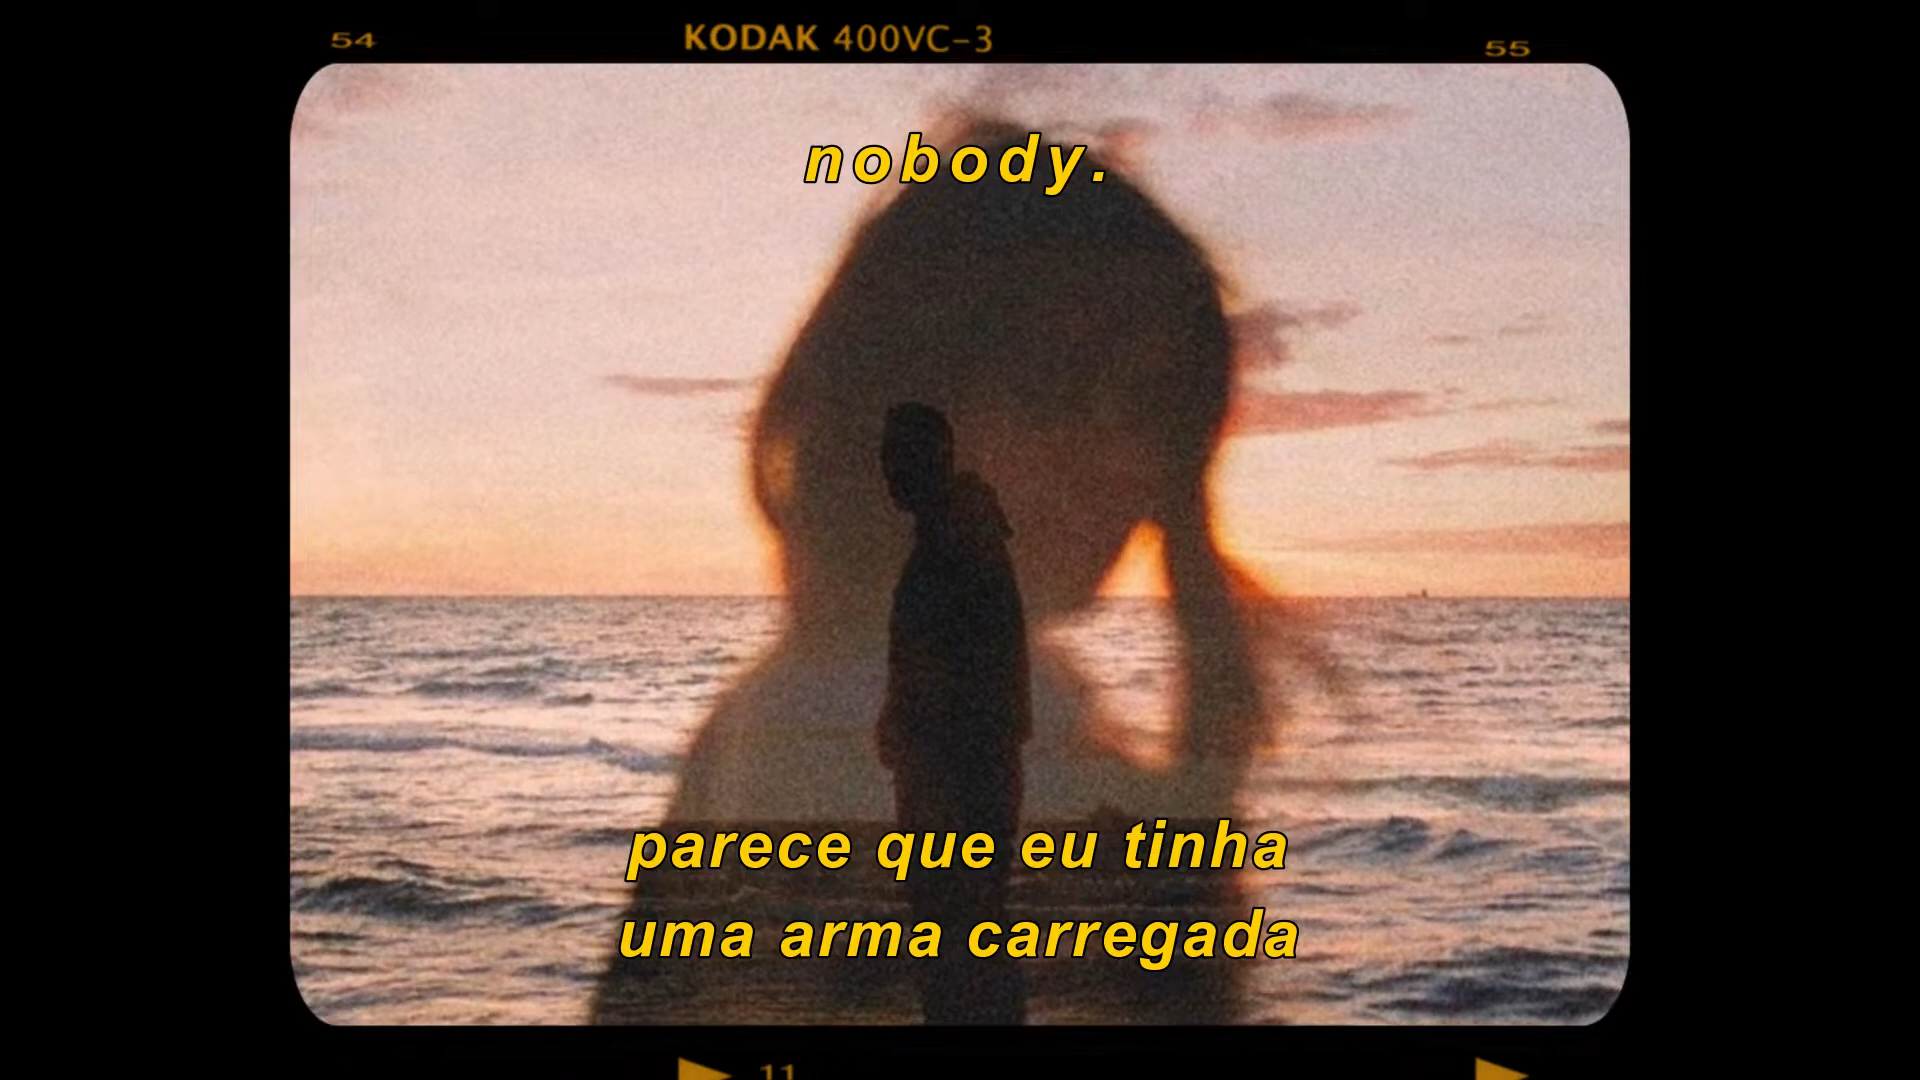 54 KODAK 400VC-3 55
nobody.
parece que eu tinha
uma arma carregada
11